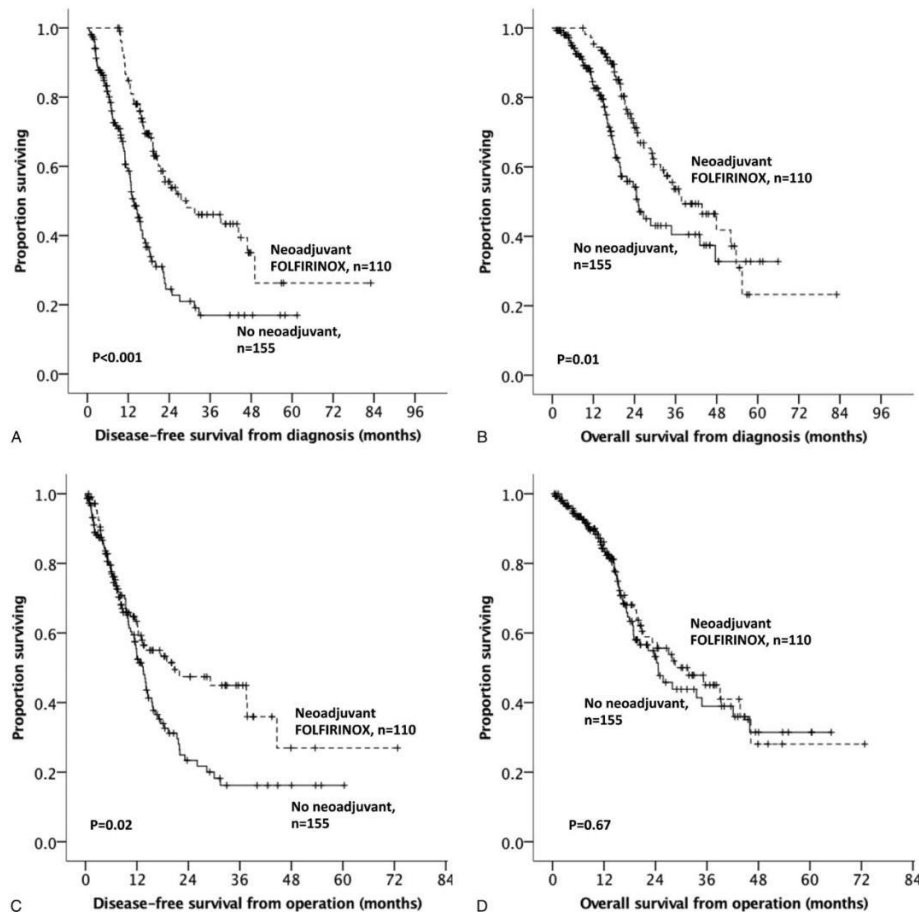 1.0
0.8
0.6
0.4
0.2
0.0
Proportion surviving
Neoadjuvant
FOLFIRINOX, n=110
No neoadjuvant,
n=155
P<0.001
0 12 24 36 48 60 72 84 96
A
Disease-free survival from diagnosis (months)
1.0
0.8
0.6
0.4
0.2
0.0
Proportion surviving
Neoadjuvant
FOLFIRINOX, n=110
No neoadjuvant,
n=155
P=0.01
0 12 24 36 48 60 72 84 96
B
Overall survival from diagnosis (months)
1.0
0.8
0.6
0.4
0.2
0.0
Proportion surviving
Neoadjuvant
FOLFIRINOX, n=110
No neoadjuvant,
n=155
P=0.02
0 12 24 36 48 60 72 84
C
Disease-free survival from operation (months)
1.0
0.8
0.6
0.4
0.2
0.0
Proportion surviving
Neoadjuvant
FOLFIRINOX, n=110
No neoadjuvant,
n=155
P=0.67
0 12 24 36 48 60 72 84
D
Overall survival from operation (months)